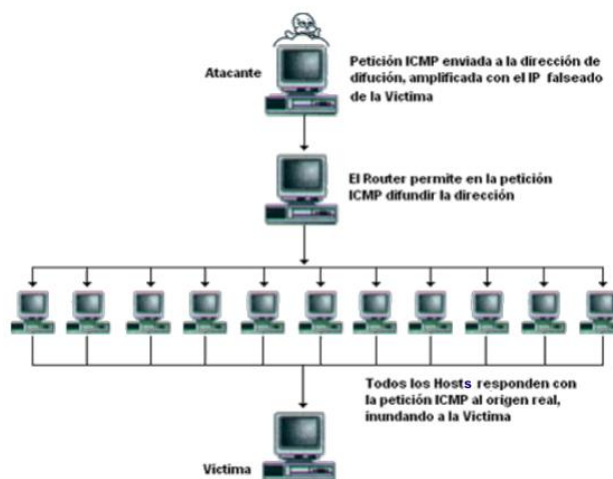 Atacante
Petición ICMP enviada a la dirección de
difución, amplificada con el IP falseado
de la Victima
El Router permite en la petición
ICMP difundir la dirección
Todos los Hosts responden con
la petición ICMP al origen real,
inundando a la Victima
Víctima